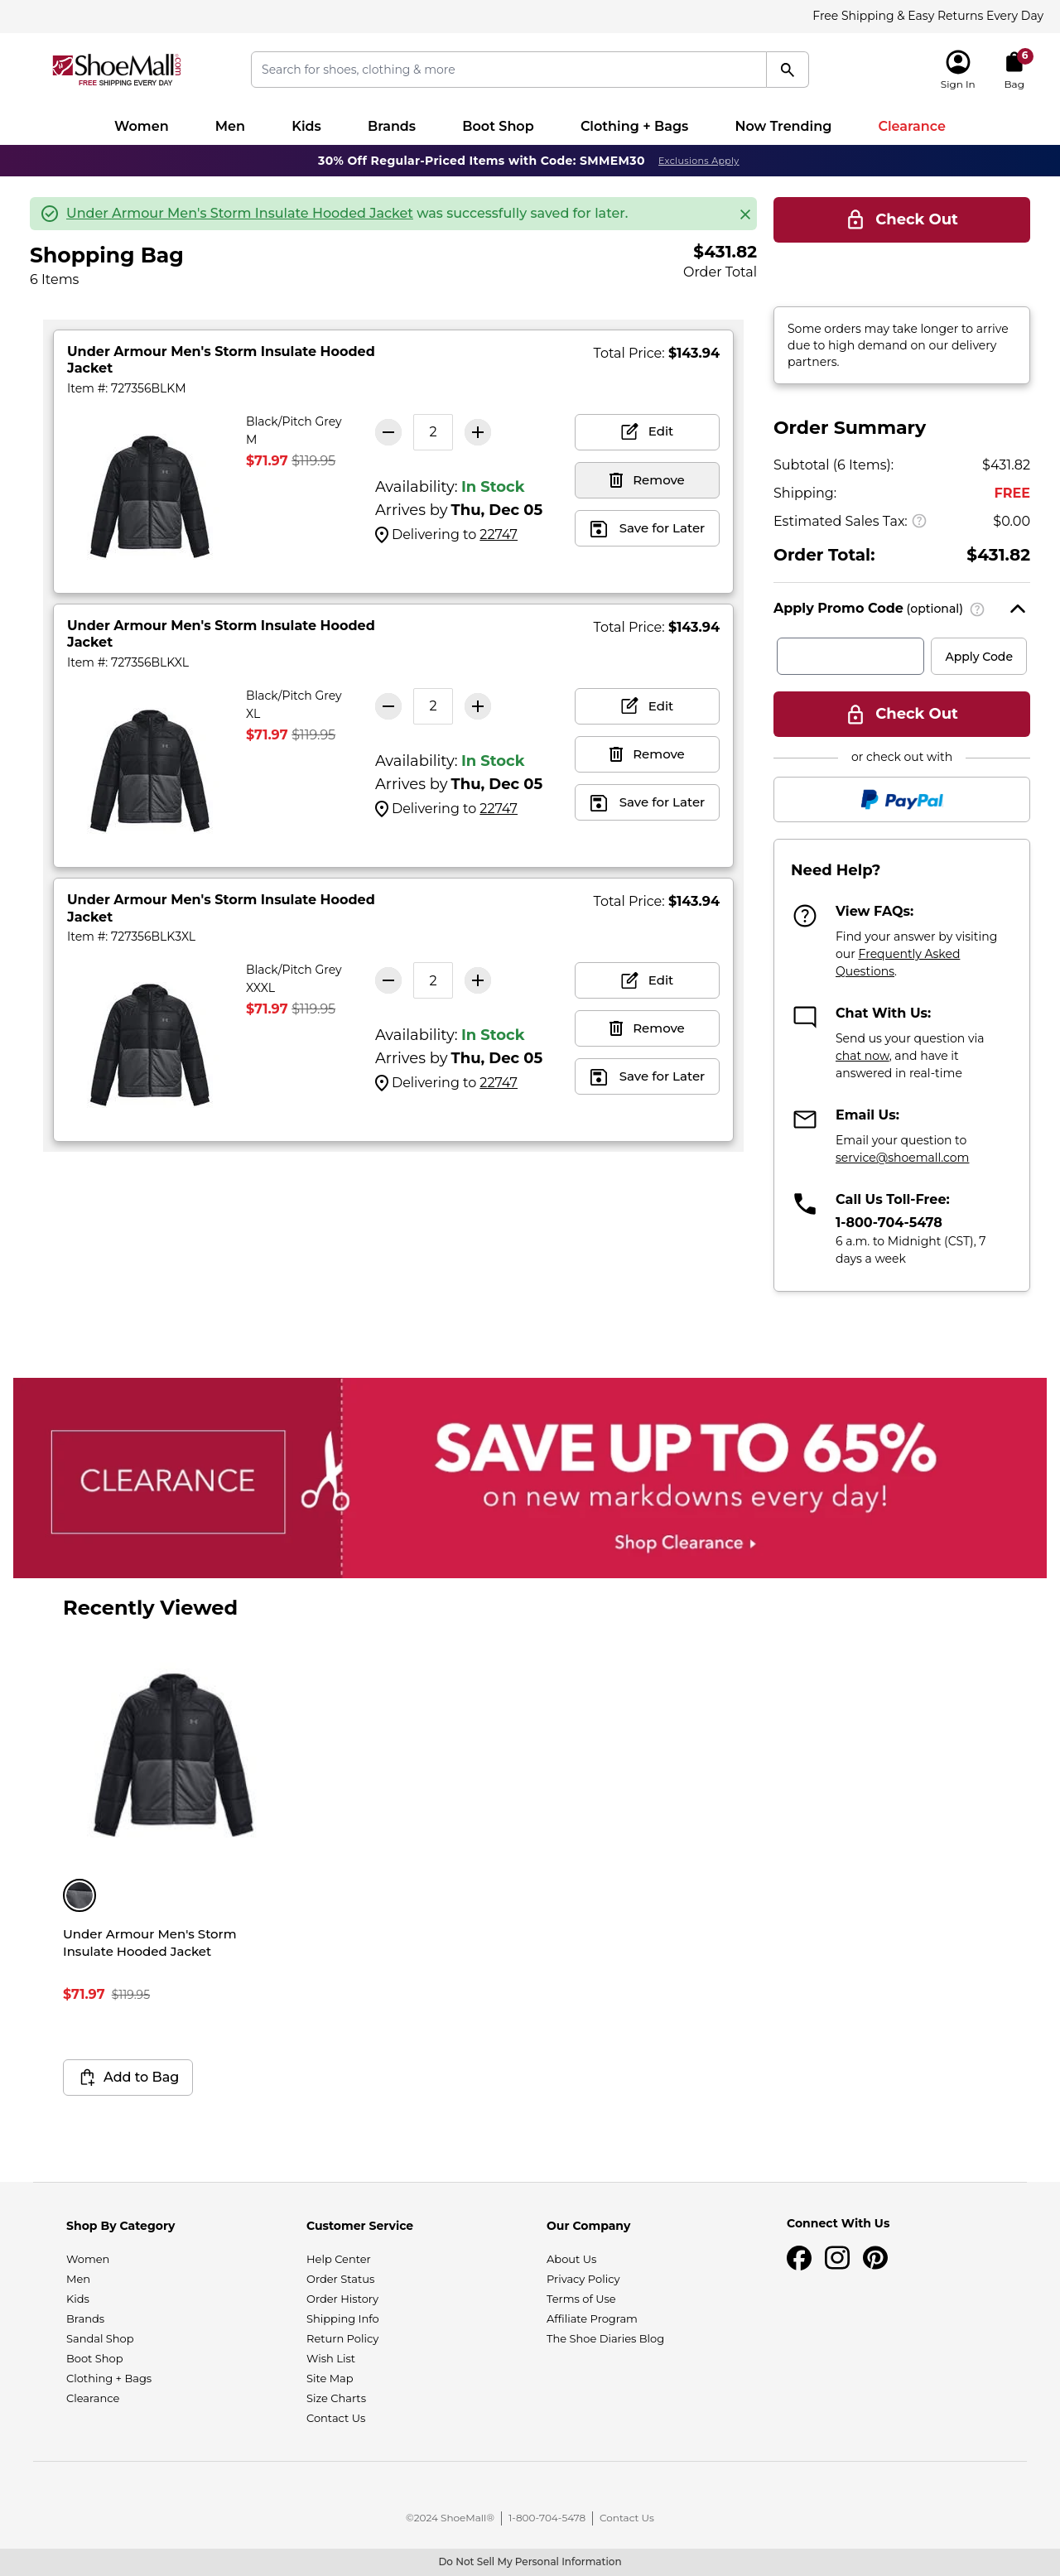 Free Shipping & Easy Returns Every Day
ShoeMall.com
FREE SHIPPING EVERY DAY
Search for shoes, clothing & more
Sign In
6
Bag
Women Men Kids Brands Boot Shop Clothing + Bags Now Trending Clearance
30% Off Regular-Priced Items with Code: SMMEM30 Exclusions Apply
Under Armour Men's Storm Insulate Hooded Jacket was successfully saved for later.
Check Out
Shopping Bag
6 Items
$431.82
Order Total
Under Armour Men's Storm Insulate Hooded
Jacket
Item #: 727356BLKM
Total Price: $143.94
Black/Pitch Grey
M
$71.97 $119.95
2
Availability: In Stock
Arrives by Thu, Dec 05
Delivering to 22747
Edit
Remove
Save for Later
Under Armour Men's Storm Insulate Hooded
Jacket
Item #: 727356BLKXL
Total Price: $143.94
Black/Pitch Grey
XL
$71.97 $119.95
2
Availability: In Stock
Arrives by Thu, Dec 05
Delivering to 22747
Edit
Remove
Save for Later
Under Armour Men's Storm Insulate Hooded
Jacket
Item #: 727356BLK3XL
Total Price: $143.94
Black/Pitch Grey
XXXL
$71.97 $119.95
2
Availability: In Stock
Arrives by Thu, Dec 05
Delivering to 22747
Edit
Remove
Save for Later
Some orders may take longer to arrive
due to high demand on our delivery
partners.
Order Summary
Subtotal (6 Items): $431.82
Shipping: FREE
Estimated Sales Tax: ? $0.00
Order Total: $431.82
Apply Promo Code (optional) ?
Apply Code
Check Out
or check out with
PayPal
Need Help?
View FAQs:
Find your answer by visiting
our Frequently Asked
Questions.
Chat With Us:
Send us your question via
chat now, and have it
answered in real-time
Email Us:
Email your question to
service@shoemall.com
Call Us Toll-Free:
1-800-704-5478
6 a.m. to Midnight (CST), 7
days a week
CLEARANCE
SAVE UP TO 65%
on new markdowns every day!
Shop Clearance
Recently Viewed
Under Armour Men's Storm
Insulate Hooded Jacket
$71.97 $119.95
Add to Bag
Shop By Category
Women
Men
Kids
Brands
Sandal Shop
Boot Shop
Clothing + Bags
Clearance
Customer Service
Help Center
Order Status
Order History
Shipping Info
Return Policy
Wish List
Site Map
Size Charts
Contact Us
Our Company
About Us
Privacy Policy
Terms of Use
Affiliate Program
The Shoe Diaries Blog
Connect With Us
©2024 ShoeMall® | 1-800-704-5478 | Contact Us
Do Not Sell My Personal Information